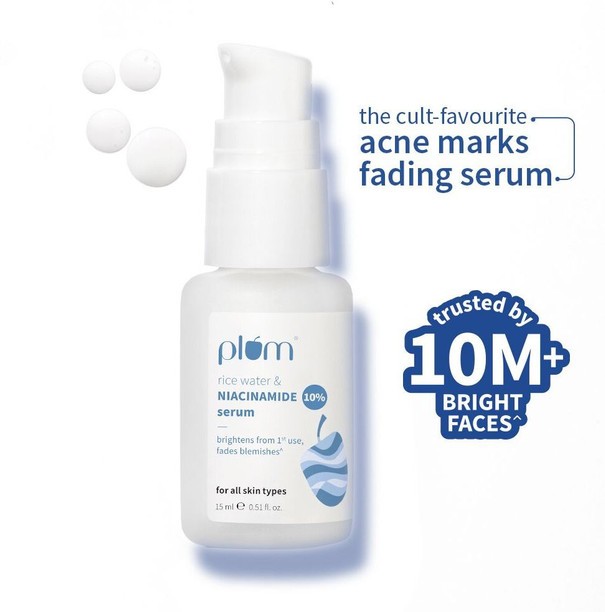 the cult-favourite
acne marks
fading serum
trusted by
10M+
BRIGHT
FACES^
plum®
rice water &
NIACINAMIDE 10%
serum
brightens from 1st use,
fades blemishes^
for all skin types
15 ml ℮ 0.51 fl. oz.